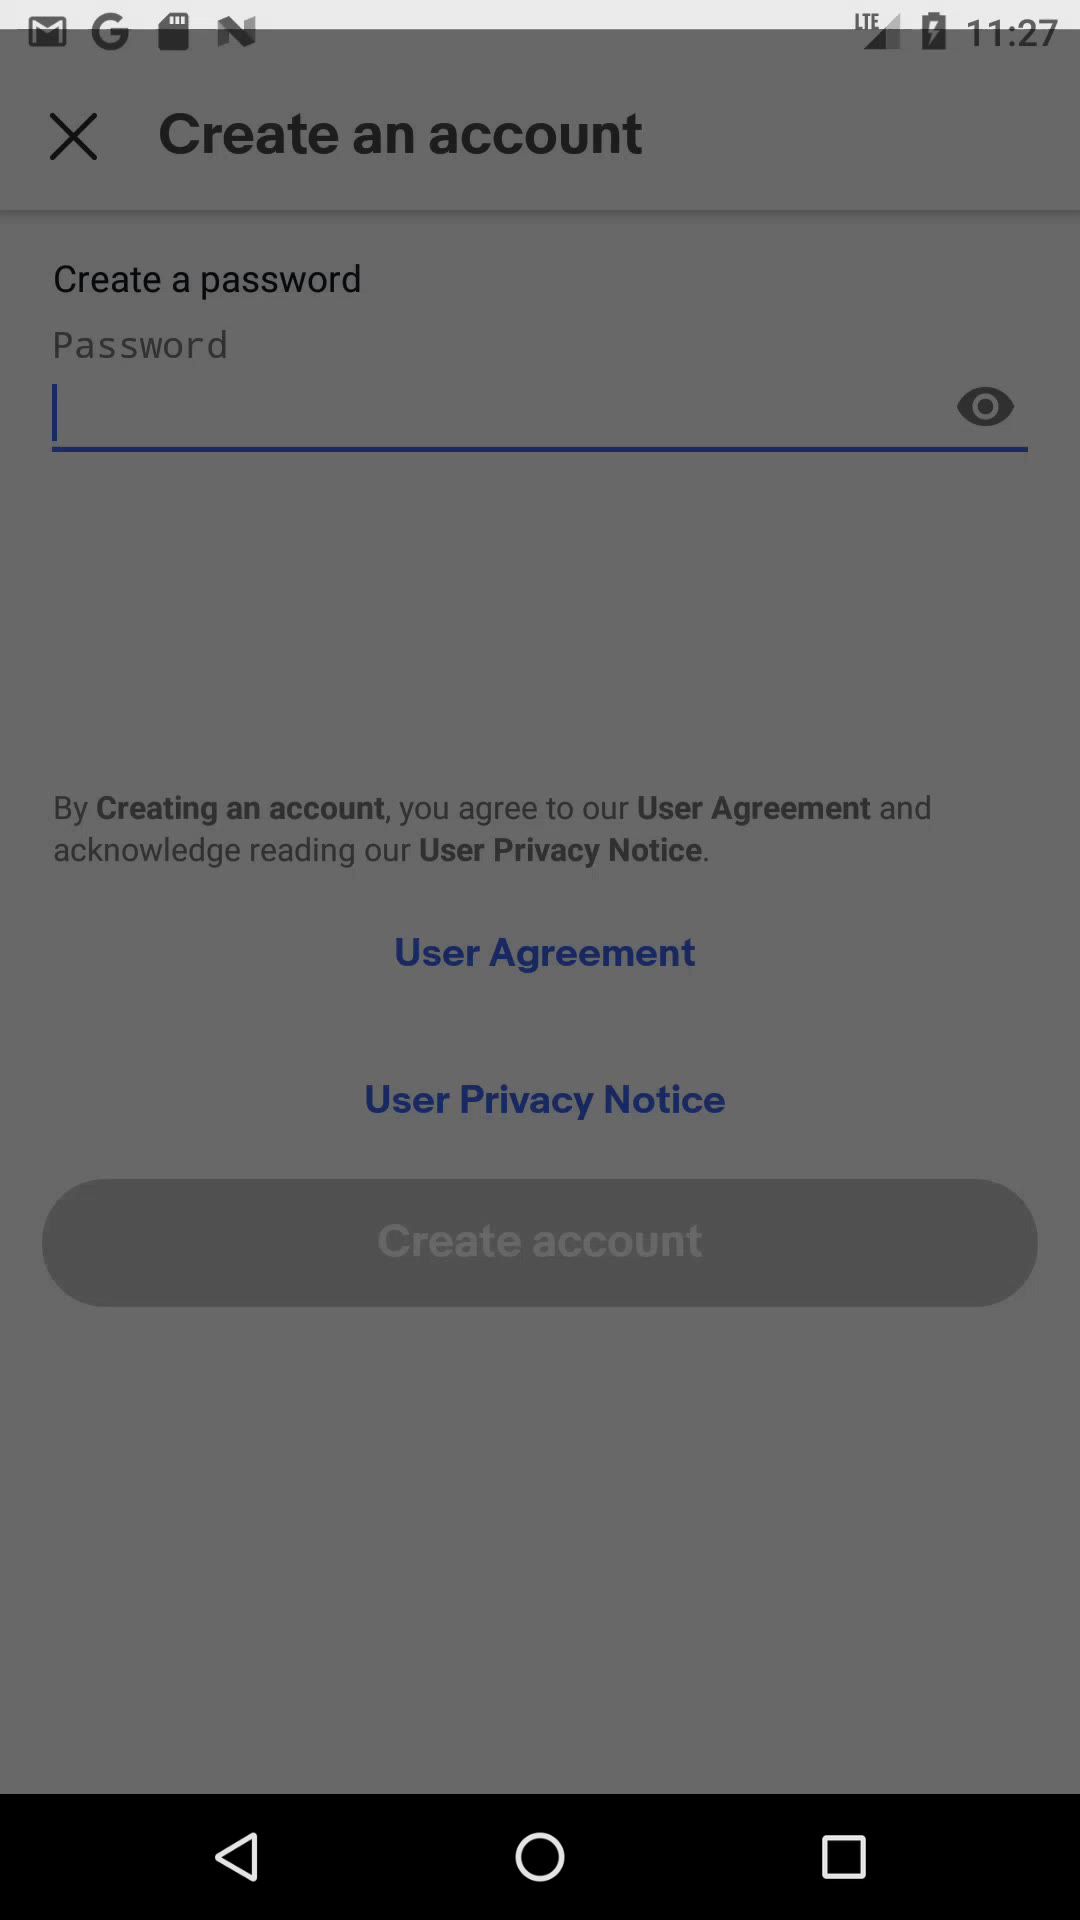 LTE 11:27
Create an account
Create a password
Password
By Creating an account, you agree to our User Agreement and
acknowledge reading our User Privacy Notice.
User Agreement
User Privacy Notice
Create account